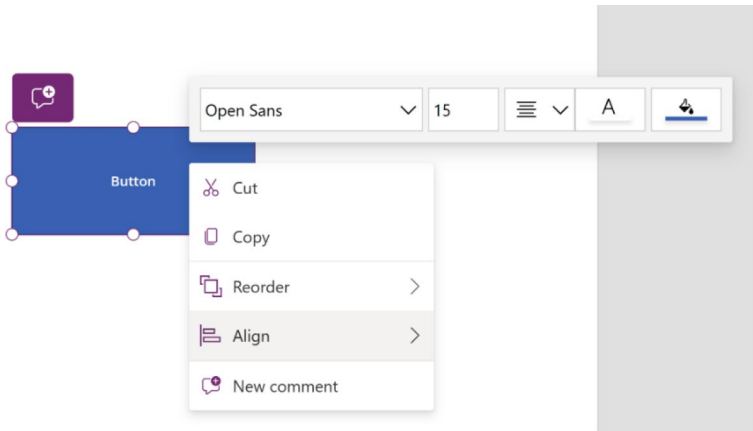 Open Sans 15 A
Button
Cut
Copy
Reorder
Align
New comment